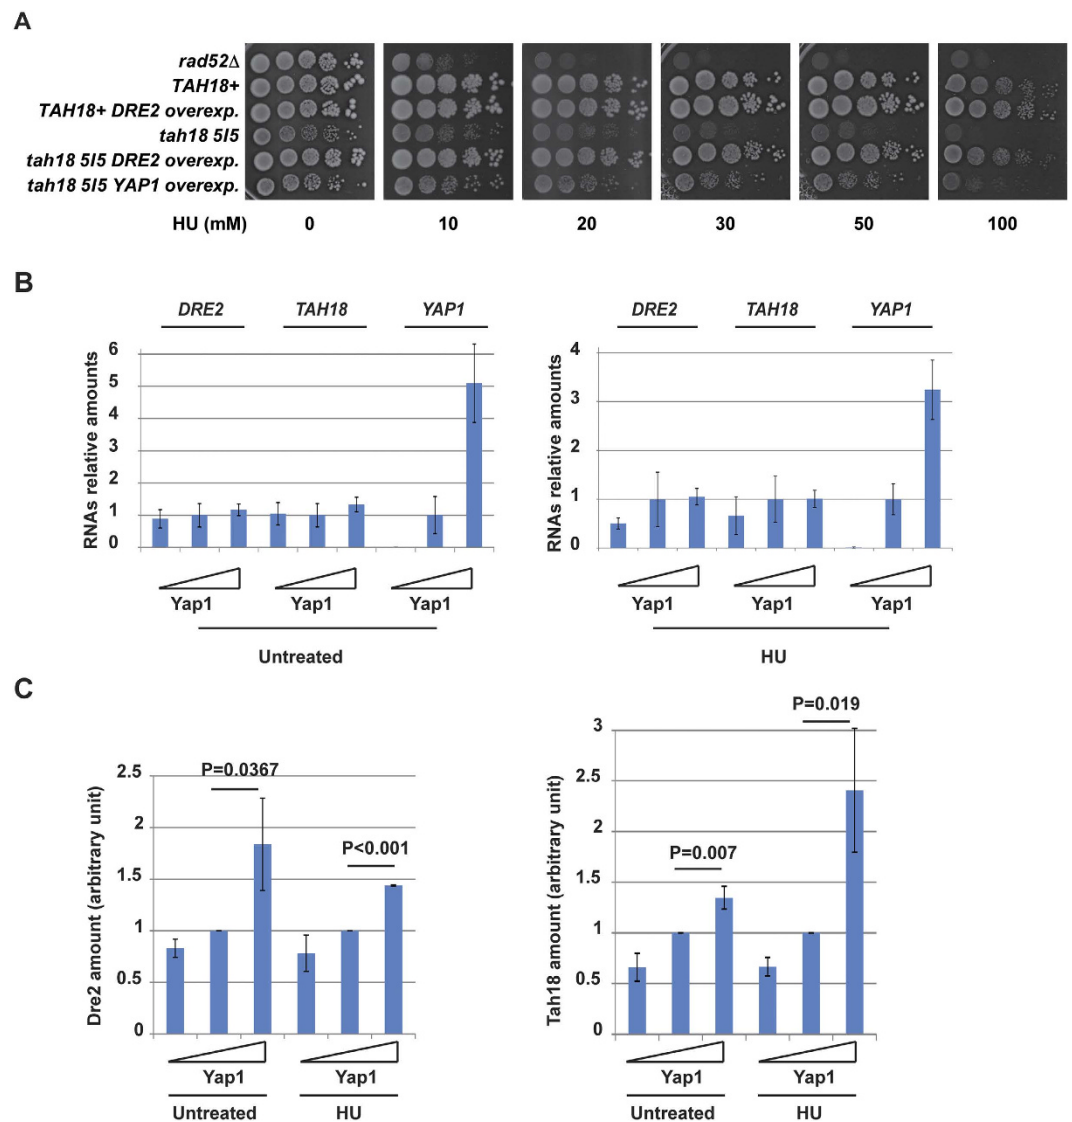 A
rad52Δ
TAH18+
TAH18+ DRE2 overexp.
tah18 5I5
tah18 5I5 DRE2 overexp.
tah18 5I5 YAP1 overexp.
HU (mM) 0 10 20 30 50 100
B
DRE2 TAH18 YAP1
RNAs relative amounts
6
5
4
3
2
1
0
Yap1 Yap1 Yap1
Untreated
DRE2 TAH18 YAP1
RNAs relative amounts
4
3
2
1
0
Yap1 Yap1 Yap1
HU
C
Dre2 amount (arbitrary unit)
2.5
2
1.5
1
0.5
0
P=0.0367
P<0.001
Yap1 Yap1
Untreated HU
Tah18 amount (arbitrary unit)
3
2.5
2
1.5
1
0.5
0
P=0.019
P=0.007
Yap1 Yap1
Untreated HU